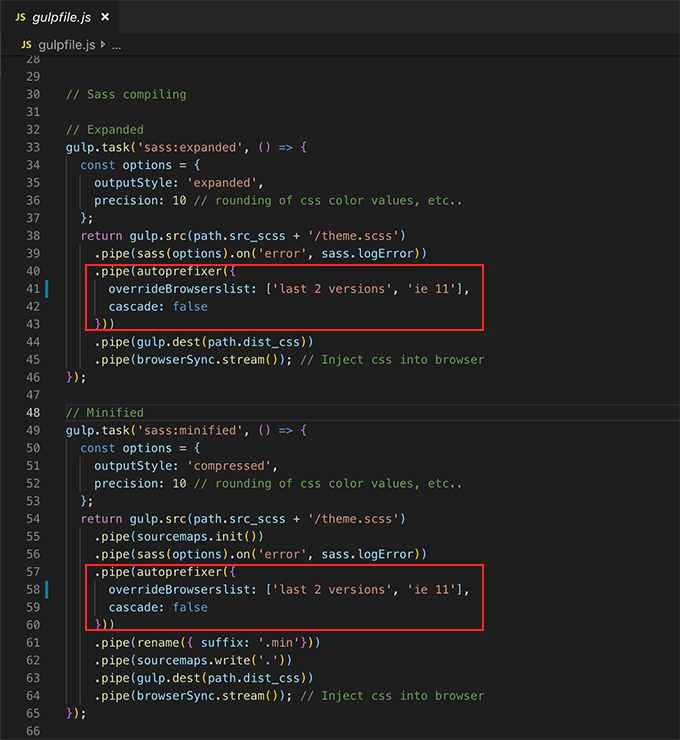 JS gulpfile.js ×
JS gulpfile.js ▸ ...
28
29
30 // Sass compiling
31
32 // Expanded
33 gulp.task('sass:expanded', () => {
34   const options = {
35     outputStyle: 'expanded',
36     precision: 10 // rounding of css color values, etc..
37   };
38   return gulp.src(path.src_scss + '/theme.scss')
39     .pipe(sass(options).on('error', sass.logError))
40     .pipe(autoprefixer({
41       overrideBrowserslist: ['last 2 versions', 'ie 11'],
42       cascade: false
43     }))
44     .pipe(gulp.dest(path.dist_css))
45     .pipe(browserSync.stream()); // Inject css into browser
46 });
47
48 // Minified
49 gulp.task('sass:minified', () => {
50   const options = {
51     outputStyle: 'compressed',
52     precision: 10 // rounding of css color values, etc..
53   };
54   return gulp.src(path.src_scss + '/theme.scss')
55     .pipe(sourcemaps.init())
56     .pipe(sass(options).on('error', sass.logError))
57     .pipe(autoprefixer({
58       overrideBrowserslist: ['last 2 versions', 'ie 11'],
59       cascade: false
60     }))
61     .pipe(rename({ suffix: '.min'}))
62     .pipe(sourcemaps.write('.'))
63     .pipe(gulp.dest(path.dist_css))
64     .pipe(browserSync.stream()); // Inject css into browser
65 });
66